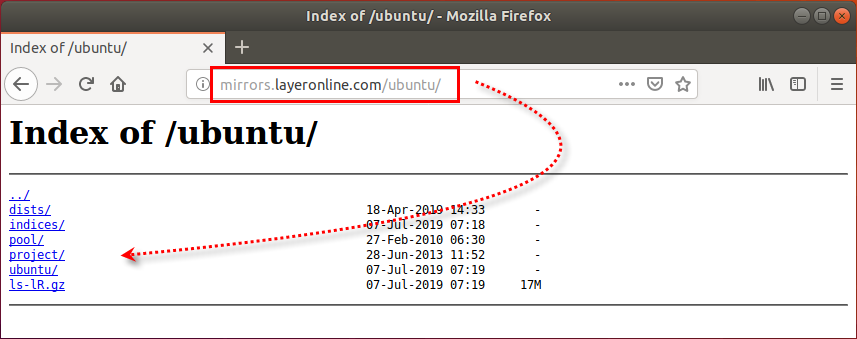 Index of /ubuntu/ - Mozilla Firefox
Index of /ubuntu/
mirrors.layeronline.com/ubuntu/
Index of /ubuntu/
../
dists/ 18-Apr-2019 14:33 -
indices/ 07-Jul-2019 07:18 -
pool/ 27-Feb-2010 06:30 -
project/ 28-Jun-2013 11:52 -
ubuntu/ 07-Jul-2019 07:19 -
ls-lR.gz 07-Jul-2019 07:19 17M